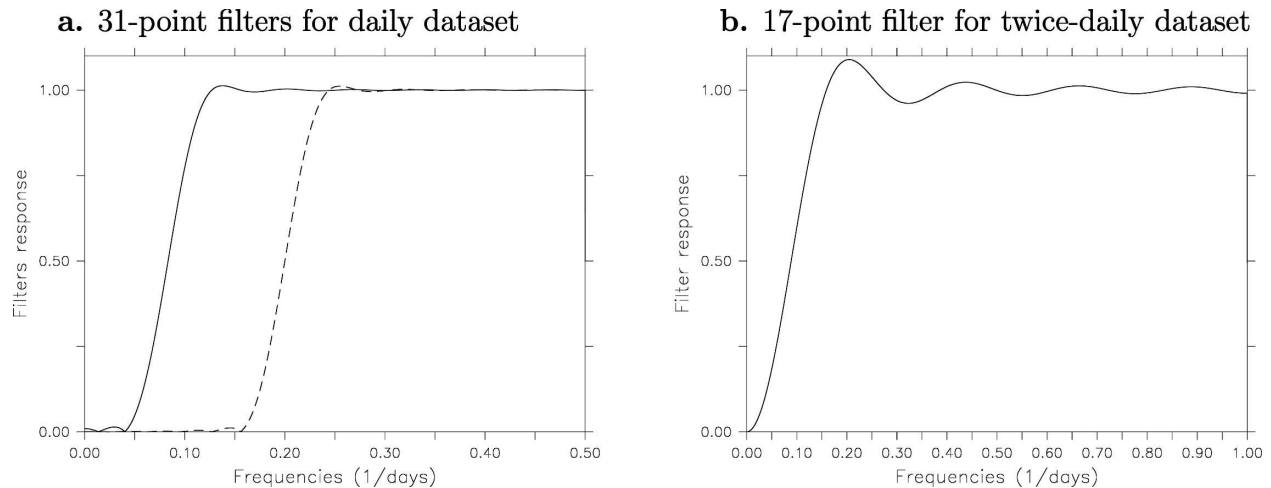 a. 31-point filters for daily dataset
1.00
0.50
0.00
Filters response
0.00 0.10 0.20 0.30 0.40 0.50
Frequencies (1/days)
b. 17-point filter for twice-daily dataset
1.00
0.50
0.00
Filter response
0.00 0.10 0.20 0.30 0.40 0.50 0.60 0.70 0.80 0.90 1.00
Frequencies (1/days)